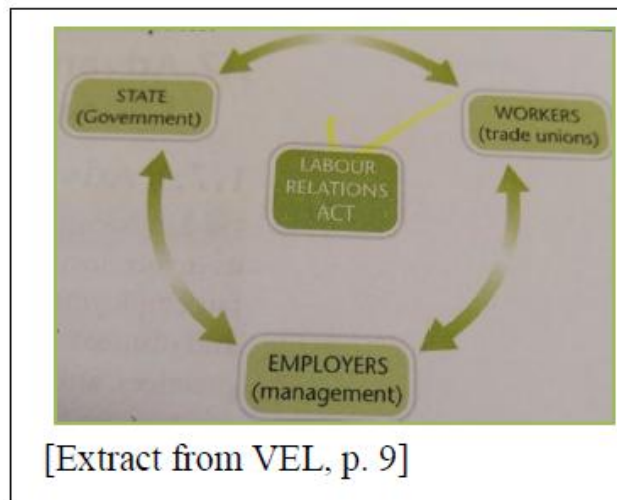 STATE
(Government)
WORKERS
(trade unions)
LABOUR
RELATIONS
ACT
EMPLOYERS
(management)
[Extract from VEL, p. 9]